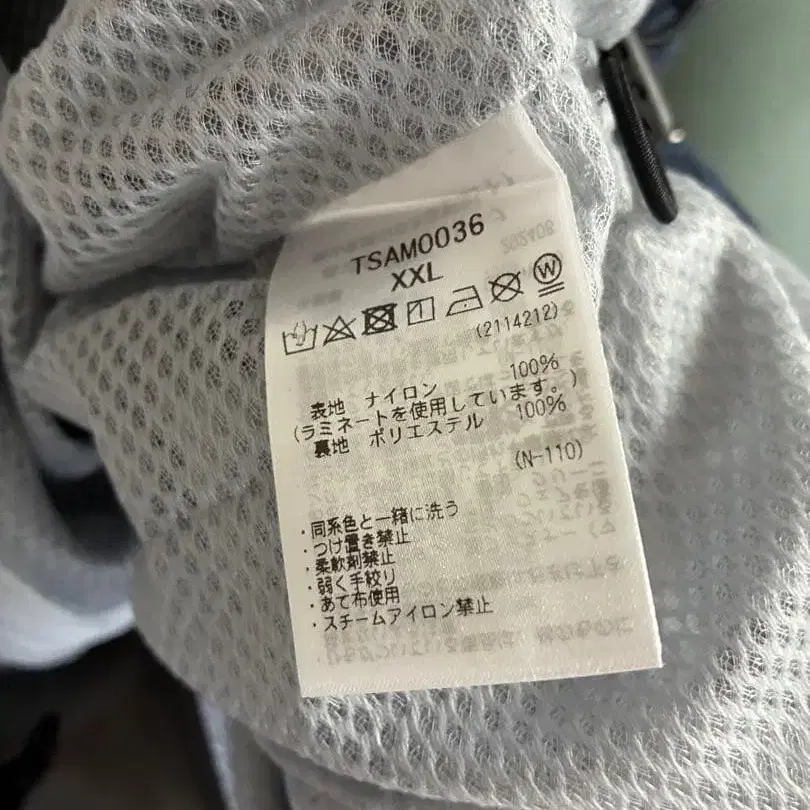 TSAM0036
XXL
W
(2114212)
表地 ナイロン 100%
(ラミネートを使用しています。)
裏地 ポリエステル 100%
(N-110)
・同系色と一緒に洗う
・つけ置き禁止
・柔軟剤禁止
・弱く手絞り
・あて布使用
・スチームアイロン禁止